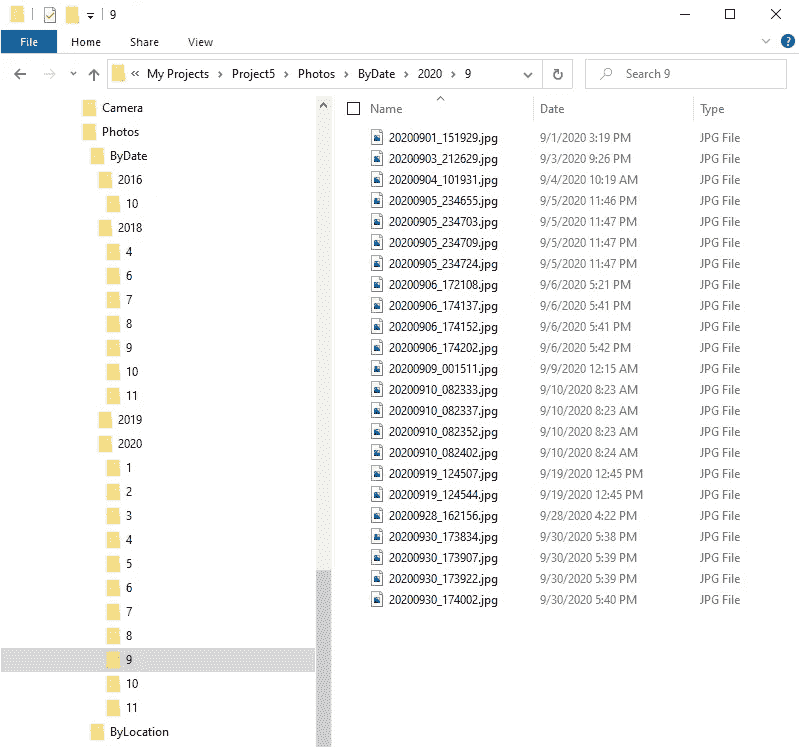 9
File Home Share View
« My Projects > Project5 > Photos > ByDate > 2020 > 9 Search 9
Camera
Photos
ByDate
2016
10
2018
4
6
7
8
9
10
11
2019
2020
1
2
3
4
5
6
7
8
9
10
11
ByLocation
Name Date Type
20200901_151929.jpg 9/1/2020 3:19 PM JPG File
20200903_212629.jpg 9/3/2020 9:26 PM JPG File
20200904_101931.jpg 9/4/2020 10:19 AM JPG File
20200905_234655.jpg 9/5/2020 11:46 PM JPG File
20200905_234703.jpg 9/5/2020 11:47 PM JPG File
20200905_234709.jpg 9/5/2020 11:47 PM JPG File
20200905_234724.jpg 9/5/2020 11:47 PM JPG File
20200906_172108.jpg 9/6/2020 5:21 PM JPG File
20200906_174137.jpg 9/6/2020 5:41 PM JPG File
20200906_174152.jpg 9/6/2020 5:41 PM JPG File
20200906_174202.jpg 9/6/2020 5:42 PM JPG File
20200909_001511.jpg 9/9/2020 12:15 AM JPG File
20200910_082333.jpg 9/10/2020 8:23 AM JPG File
20200910_082337.jpg 9/10/2020 8:23 AM JPG File
20200910_082352.jpg 9/10/2020 8:23 AM JPG File
20200910_082402.jpg 9/10/2020 8:24 AM JPG File
20200919_124507.jpg 9/19/2020 12:45 PM JPG File
20200919_124544.jpg 9/19/2020 12:45 PM JPG File
20200928_162156.jpg 9/28/2020 4:22 PM JPG File
20200930_173834.jpg 9/30/2020 5:38 PM JPG File
20200930_173907.jpg 9/30/2020 5:39 PM JPG File
20200930_173922.jpg 9/30/2020 5:39 PM JPG File
20200930_174002.jpg 9/30/2020 5:40 PM JPG File